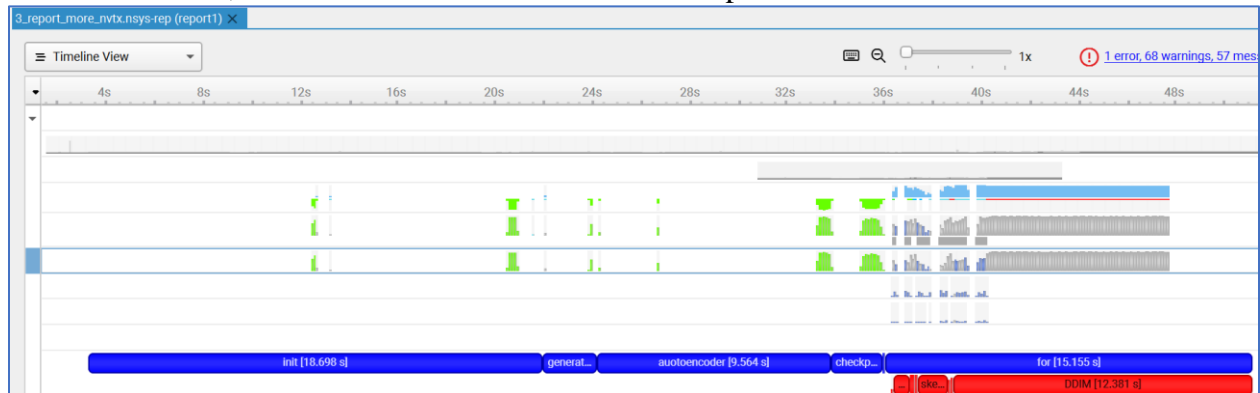 3_report_more_nvtx.nsys-rep (report1) ×
Timeline View 1x 1 error, 68 warnings, 57 mes
4s 8s 12s 16s 20s 24s 28s 32s 36s 40s 44s 48s
init [18.698 s] generat... auotoencoder [9.564 s] checkp... for [15.155 s]
... ske... DDIM [12.381 s]